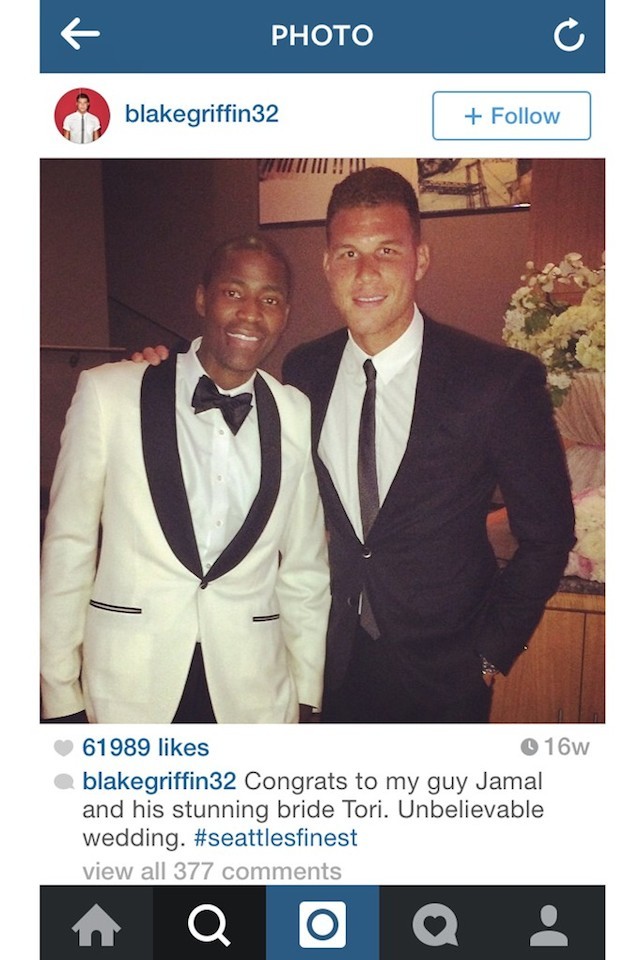 PHOTO
blakegriffin32
+ Follow
61989 likes
16w
blakegriffin32 Congrats to my guy Jamal
and his stunning bride Tori. Unbelievable
wedding. #seattlesfinest
view all 377 comments